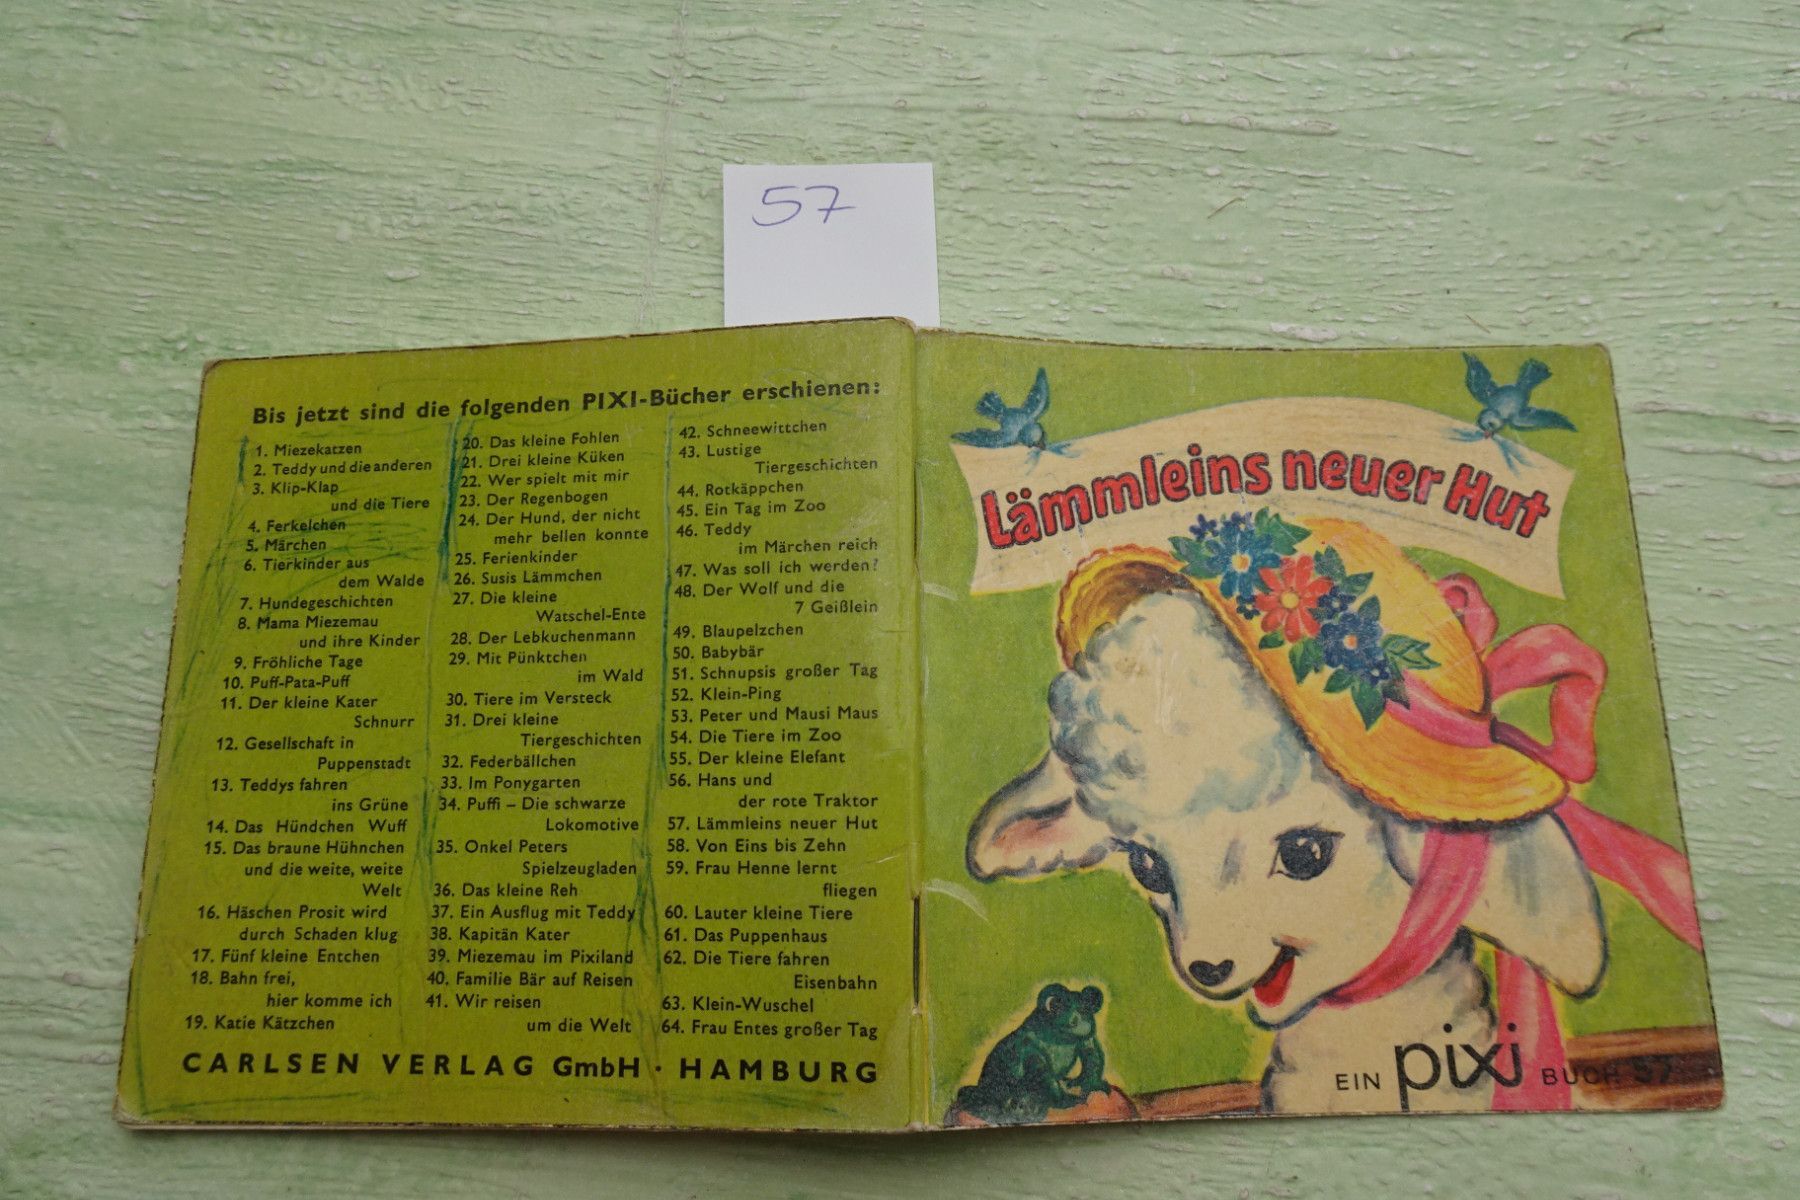 57
Bis jetzt sind die folgenden PIXI-Bücher erschienen:
1. Miezekatzen
2. Teddy und die anderen
3. Klip-Klap
und die Tiere
4. Ferkelchen
5. Märchen
6. Tierkinder aus
dem Walde
7. Hundegeschichten
8. Mama Miezemau
und ihre Kinder
9. Fröhliche Tage
10. Puff-Pata-Puff
11. Der kleine Kater
Schnurr
12. Gesellschaft in
Puppenstadt
13. Teddys fahren
ins Grüne
14. Das Hündchen Wuff
15. Das braune Hühnchen
und die weite, weite
Welt
16. Häschen Prosit wird
durch Schaden klug
17. Fünf kleine Entchen
18. Bahn frei,
hier komme ich
19. Katie Kätzchen
20. Das kleine Fohlen
21. Drei kleine Küken
22. Wer spielt mit mir
23. Der Regenbogen
24. Der Hund, der nicht
mehr bellen konnte
25. Ferienkinder
26. Susis Lämmchen
27. Die kleine
Watschel-Ente
28. Der Lebkuchenmann
29. Mit Pünktchen
im Wald
30. Tiere im Versteck
31. Drei kleine
Tiergeschichten
32. Federbällchen
33. Im Ponygarten
34. Puffi – Die schwarze
Lokomotive
35. Onkel Peters
Spielzeugladen
36. Das kleine Reh
37. Ein Ausflug mit Teddy
38. Kapitän Kater
39. Miezemau im Pixiland
40. Familie Bär auf Reisen
41. Wir reisen
um die Welt
42. Schneewittchen
43. Lustige
Tiergeschichten
44. Rotkäppchen
45. Ein Tag im Zoo
46. Teddy
im Märchen reich
47. Was soll ich werden?
48. Der Wolf und die
7 Geißlein
49. Blaupelzchen
50. Babybär
51. Schnupsis großer Tag
52. Klein-Ping
53. Peter und Mausi Maus
54. Die Tiere im Zoo
55. Der kleine Elefant
56. Hans und
der rote Traktor
57. Lämmleins neuer Hut
58. Von Eins bis Zehn
59. Frau Henne lernt
fliegen
60. Lauter kleine Tiere
61. Das Puppenhaus
62. Die Tiere fahren
Eisenbahn
63. Klein-Wuschel
64. Frau Entes großer Tag
CARLSEN VERLAG GmbH · HAMBURG
Lämmleins neuer Hut
EIN pixi BUCH 57